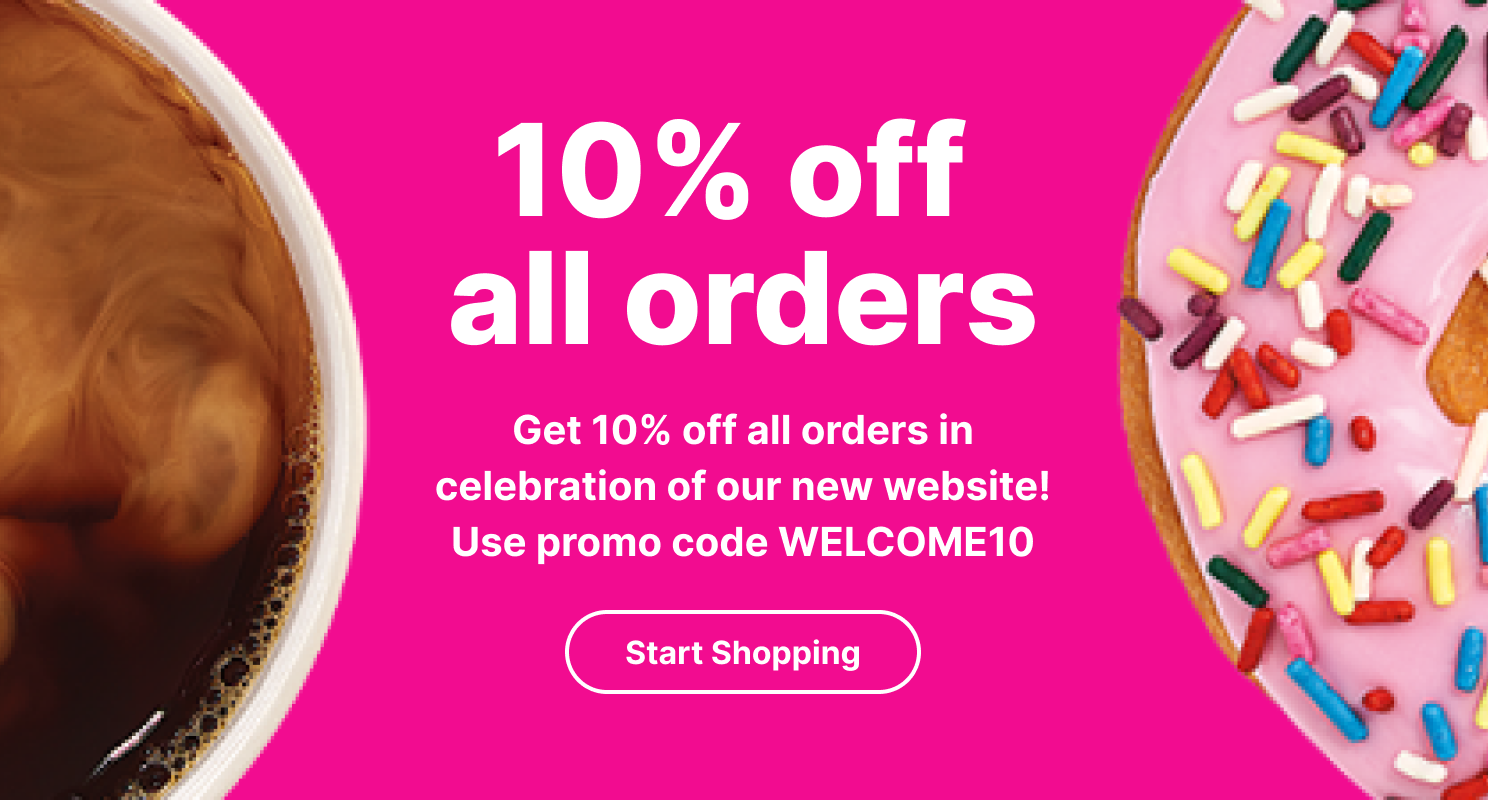 10% off
all orders
Get 10% off all orders in
celebration of our new website!
Use promo code WELCOME10
Start Shopping